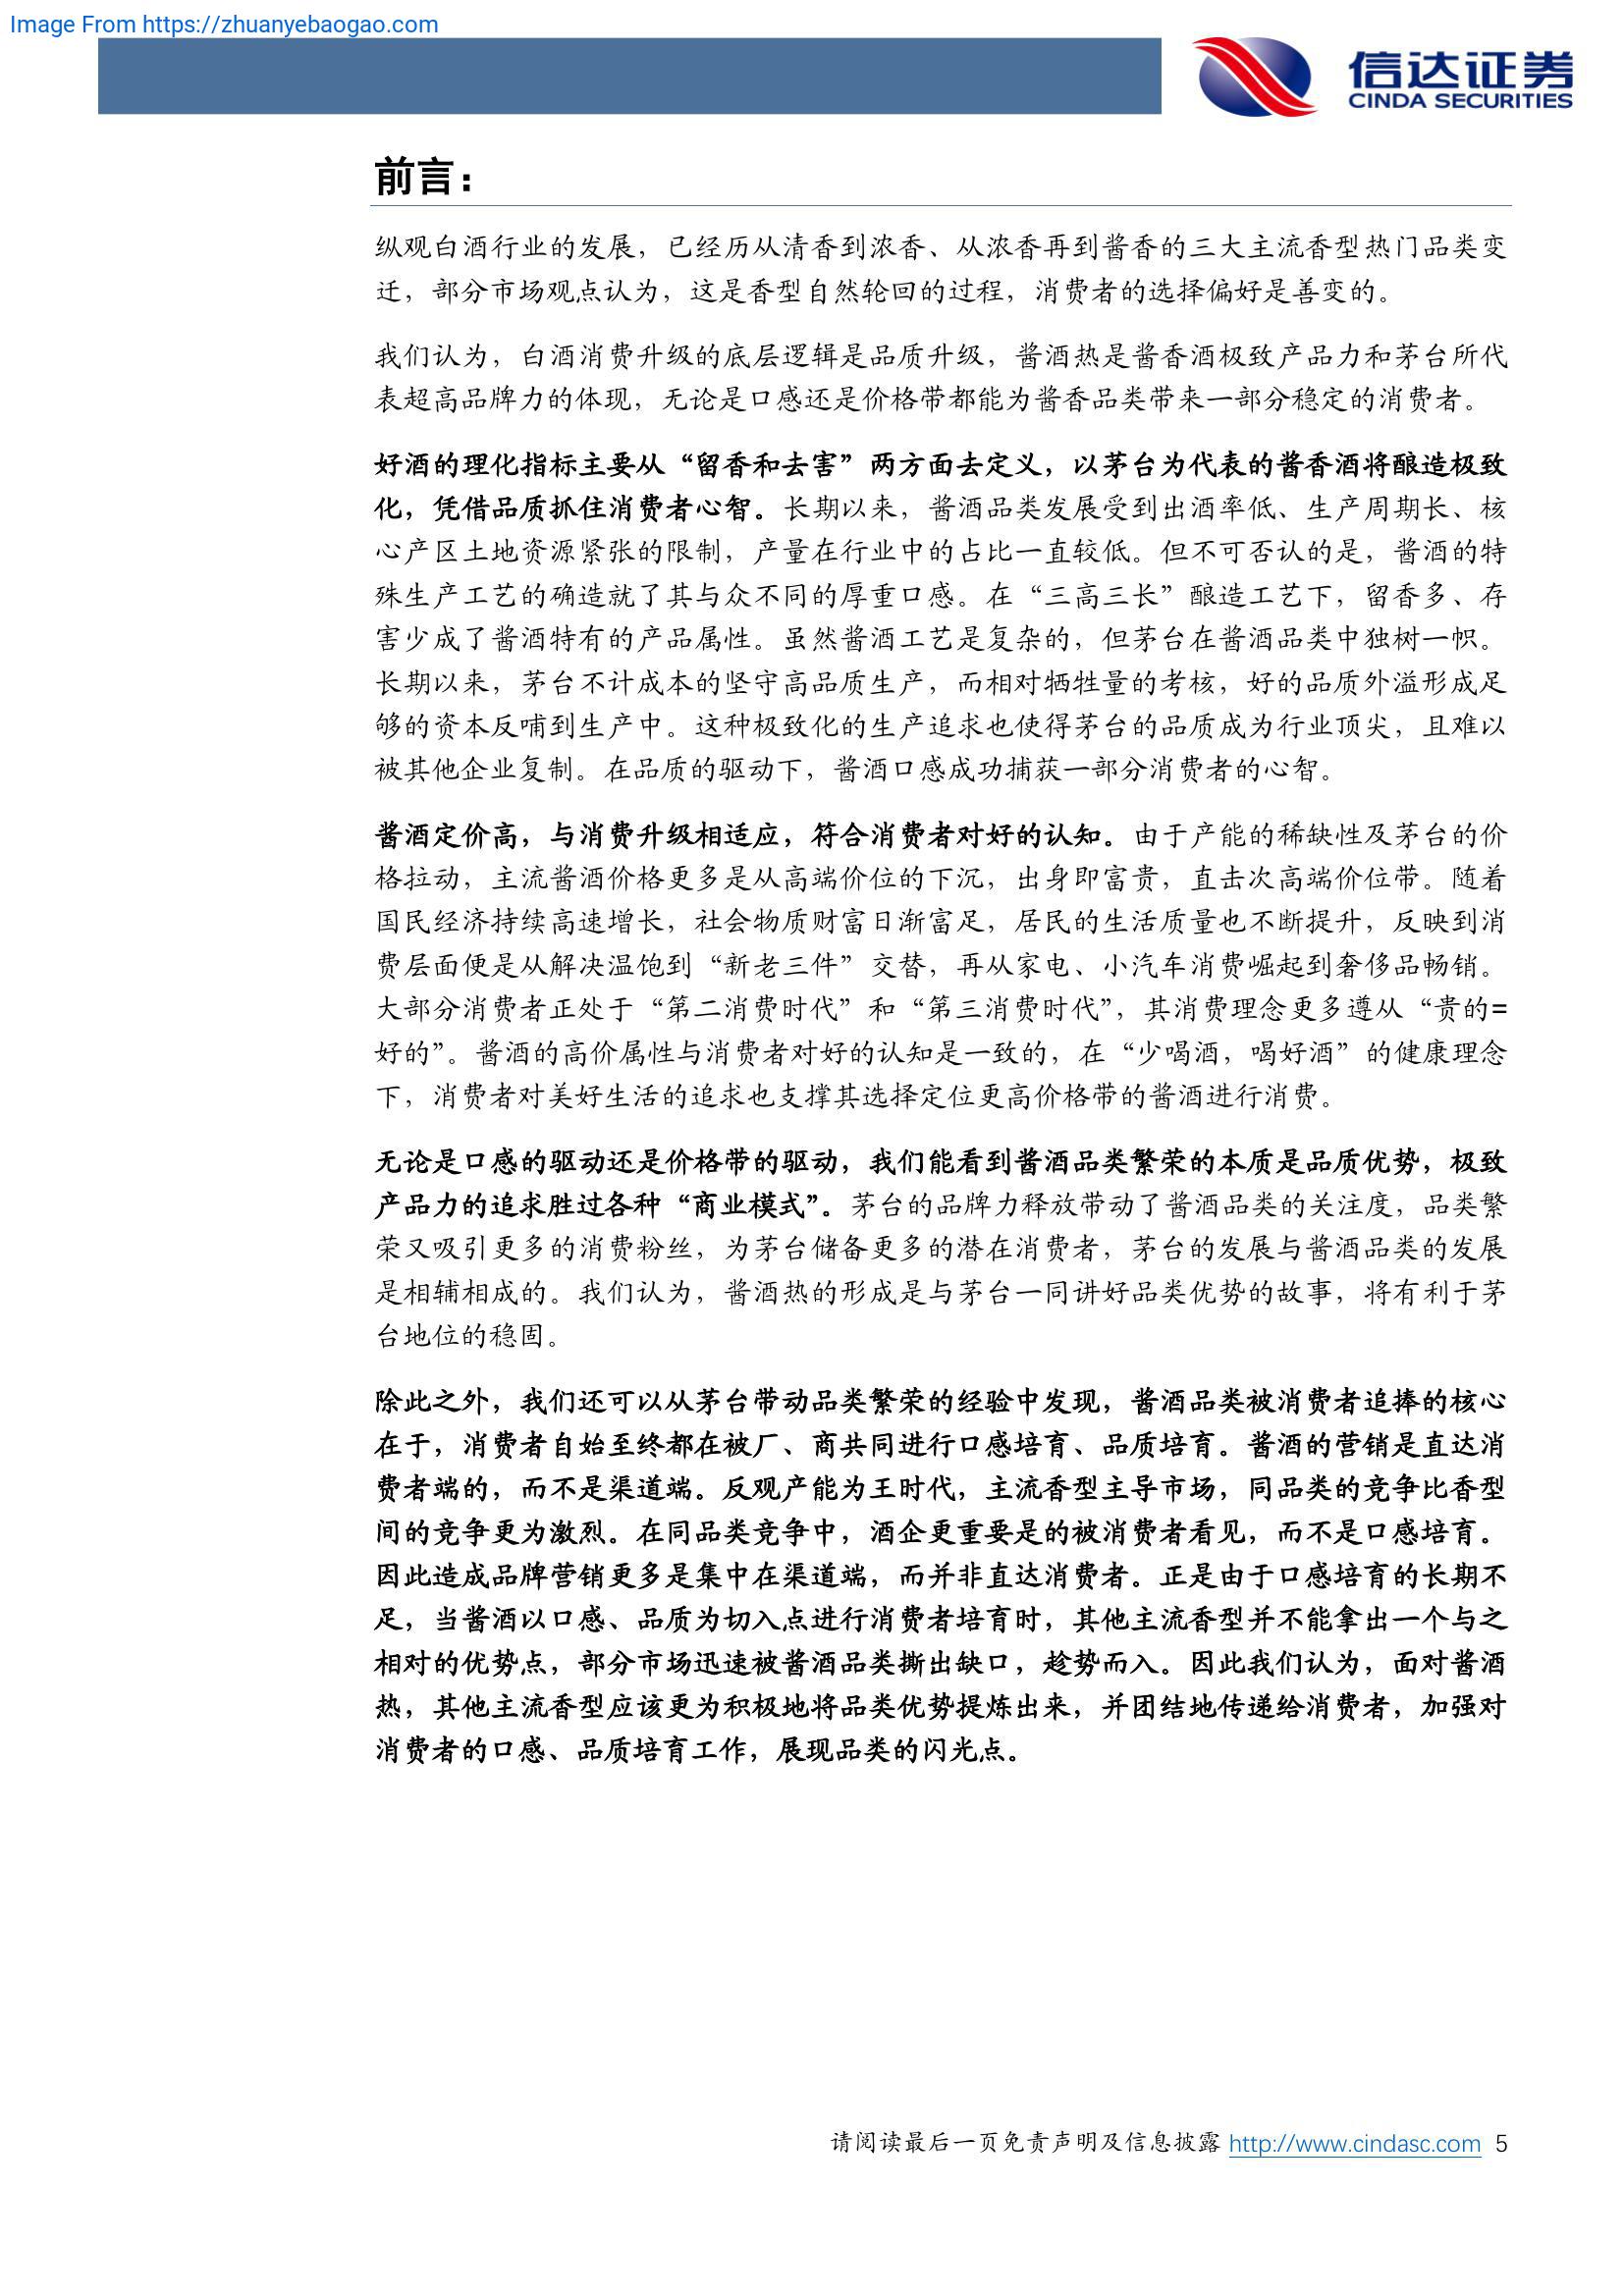 Image From https://zhuanyebaogao.com
信达证券
CINDA SECURITIES
前言：
纵观白酒行业的发展，已经历从清香到浓香、从浓香再到酱香的三大主流香型热门品类变
迁，部分市场观点认为，这是香型自然轮回的过程，消费者的选择偏好是善变的。
我们认为，白酒消费升级的底层逻辑是品质升级，酱酒热是酱香酒极致产品力和茅台所代
表超高品牌力的体现，无论是口感还是价格带都能为酱香品类带来一部分稳定的消费者。
好酒的理化指标主要从“留香和去害”两方面去定义，以茅台为代表的酱香酒将酿造极致
化，凭借品质抓住消费者心智。长期以来，酱酒品类发展受到出酒率低、生产周期长、核
心产区土地资源紧张的限制，产量在行业中的占比一直较低。但不可否认的是，酱酒的特
殊生产工艺的确造就了其与众不同的厚重口感。在“三高三长”酿造工艺下，留香多、存
害少成了酱酒特有的产品属性。虽然酱酒工艺是复杂的，但茅台在酱酒品类中独树一帜。
长期以来，茅台不计成本的坚守高品质生产，而相对牺牲量的考核，好的品质外溢形成足
够的资本反哺到生产中。这种极致化的生产追求也使得茅台的品质成为行业顶尖，且难以
被其他企业复制。在品质的驱动下，酱酒口感成功捕获一部分消费者的心智。
酱酒定价高，与消费升级相适应，符合消费者对好的认知。由于产能的稀缺性及茅台的价
格拉动，主流酱酒价格更多是从高端价位的下沉，出身即富贵，直击次高端价位带。随着
国民经济持续高速增长，社会物质财富日渐富足，居民的生活质量也不断提升，反映到消
费层面便是从解决温饱到“新老三件”交替，再从家电、小汽车消费崛起到奢侈品畅销。
大部分消费者正处于“第二消费时代”和“第三消费时代”，其消费理念更多遵从“贵的=
好的”。酱酒的高价属性与消费者对好的认知是一致的，在“少喝酒，喝好酒”的健康理念
下，消费者对美好生活的追求也支撑其选择定位更高价格带的酱酒进行消费。
无论是口感的驱动还是价格带的驱动，我们能看到酱酒品类繁荣的本质是品质优势，极致
产品力的追求胜过各种“商业模式”。茅台的品牌力释放带动了酱酒品类的关注度，品类繁
荣又吸引更多的消费粉丝，为茅台储备更多的潜在消费者，茅台的发展与酱酒品类的发展
是相辅相成的。我们认为，酱酒热的形成是与茅台一同讲好品类优势的故事，将有利于茅
台地位的稳固。
除此之外，我们还可以从茅台带动品类繁荣的经验中发现，酱酒品类被消费者追捧的核心
在于，消费者自始至终都在被厂、商共同进行口感培育、品质培育。酱酒的营销是直达消
费者端的，而不是渠道端。反观产能为王时代，主流香型主导市场，同品类的竞争比香型
间的竞争更为激烈。在同品类竞争中，酒企更重要是的被消费者看见，而不是口感培育。
因此造成品牌营销更多是集中在渠道端，而并非直达消费者。正是由于口感培育的长期不
足，当酱酒以口感、品质为切入点进行消费者培育时，其他主流香型并不能拿出一个与之
相对的优势点，部分市场迅速被酱酒品类撕出缺口，趁势而入。因此我们认为，面对酱酒
热，其他主流香型应该更为积极地将品类优势提炼出来，并团结地传递给消费者，加强对
消费者的口感、品质培育工作，展现品类的闪光点。
请阅读最后一页免责声明及信息披露 http://www.cindasc.com 5